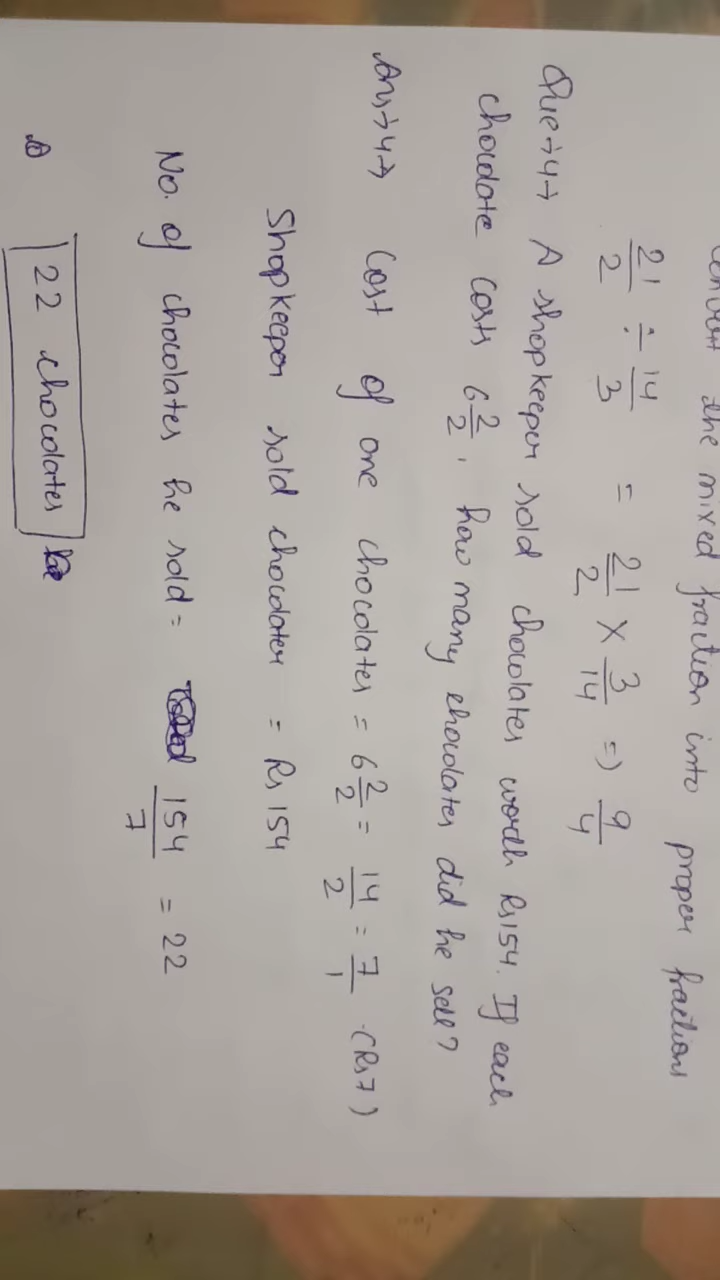 the mixed fraction into proper fractions
21/2 ÷ 14/3 = 21/2 × 3/14 => 9/4
Que→4→ A shopkeeper sold chocolates worth Rs154. If each
chocolate costs 6 2/2, how many chocolates did he sell?
Ans→4→ Cost of one chocolates = 6 2/2 = 14/2 = 7/1 (Rs7)
Shopkeeper sold chocolates = Rs 154
No. of chocolates he sold = 154/7 = 22
22 chocolates